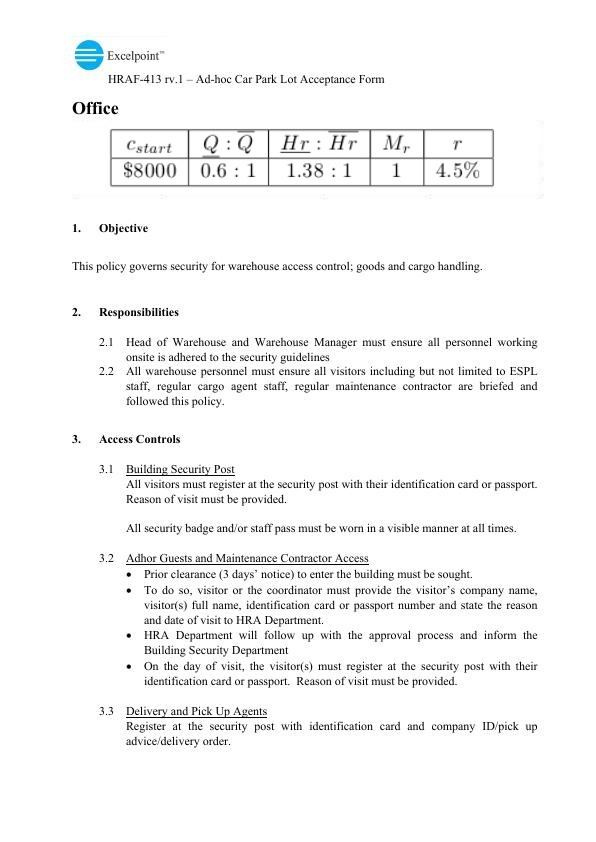 Excelpoint™
HRAF-413 rv.1 – Ad-hoc Car Park Lot Acceptance Form
Office
c_start Q̲ : Q̅ H̲r̲ : H̅r̅ M_r r
$8000 0.6 : 1 1.38 : 1 1 4.5%
1. Objective
This policy governs security for warehouse access control; goods and cargo handling.
2. Responsibilities
2.1 Head of Warehouse and Warehouse Manager must ensure all personnel working
onsite is adhered to the security guidelines
2.2 All warehouse personnel must ensure all visitors including but not limited to ESPL
staff, regular cargo agent staff, regular maintenance contractor are briefed and
followed this policy.
3. Access Controls
3.1 Building Security Post
All visitors must register at the security post with their identification card or passport.
Reason of visit must be provided.
All security badge and/or staff pass must be worn in a visible manner at all times.
3.2 Adhor Guests and Maintenance Contractor Access
• Prior clearance (3 days’ notice) to enter the building must be sought.
• To do so, visitor or the coordinator must provide the visitor’s company name,
visitor(s) full name, identification card or passport number and state the reason
and date of visit to HRA Department.
• HRA Department will follow up with the approval process and inform the
Building Security Department
• On the day of visit, the visitor(s) must register at the security post with their
identification card or passport. Reason of visit must be provided.
3.3 Delivery and Pick Up Agents
Register at the security post with identification card and company ID/pick up
advice/delivery order.